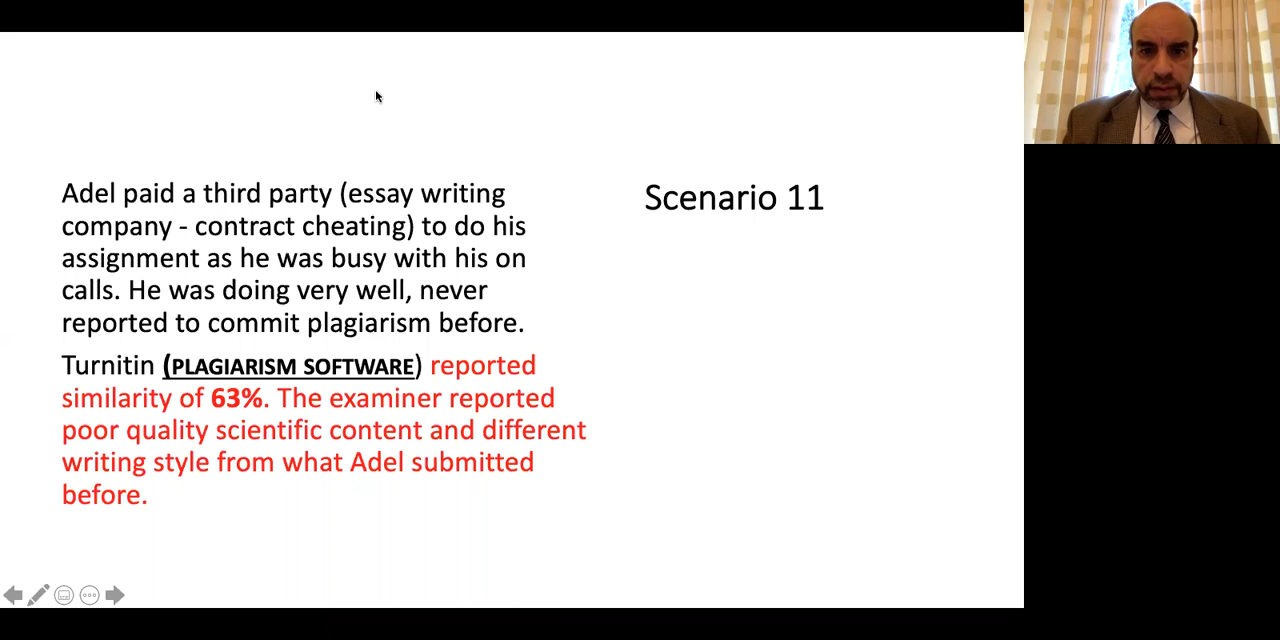 Adel paid a third party (essay writing
company - contract cheating) to do his
assignment as he was busy with his on
calls. He was doing very well, never
reported to commit plagiarism before.
Turnitin (PLAGIARISM SOFTWARE) reported
similarity of 63%. The examiner reported
poor quality scientific content and different
writing style from what Adel submitted
before.
Scenario 11